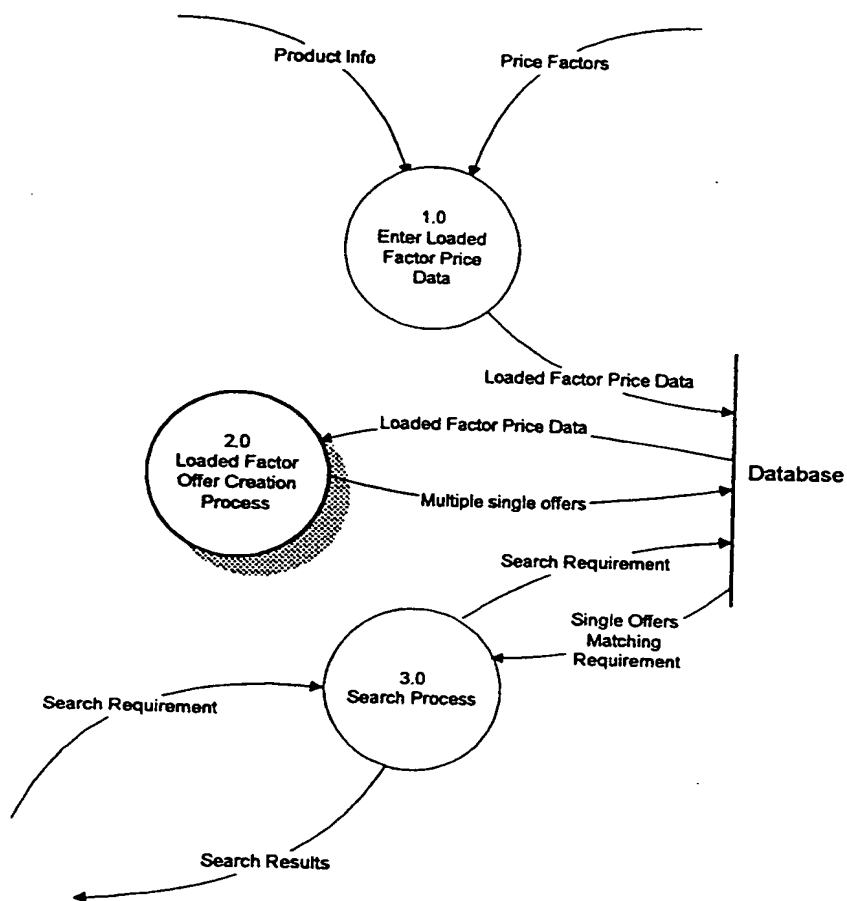 Product Info
Price Factors
1.0
Enter Loaded
Factor Price
Data
Loaded Factor Price Data
Loaded Factor Price Data
2.0
Loaded Factor
Offer Creation
Process
Database
Multiple single offers
Search Requirement
Single Offers
Matching
Requirement
3.0
Search Process
Search Requirement
Search Results